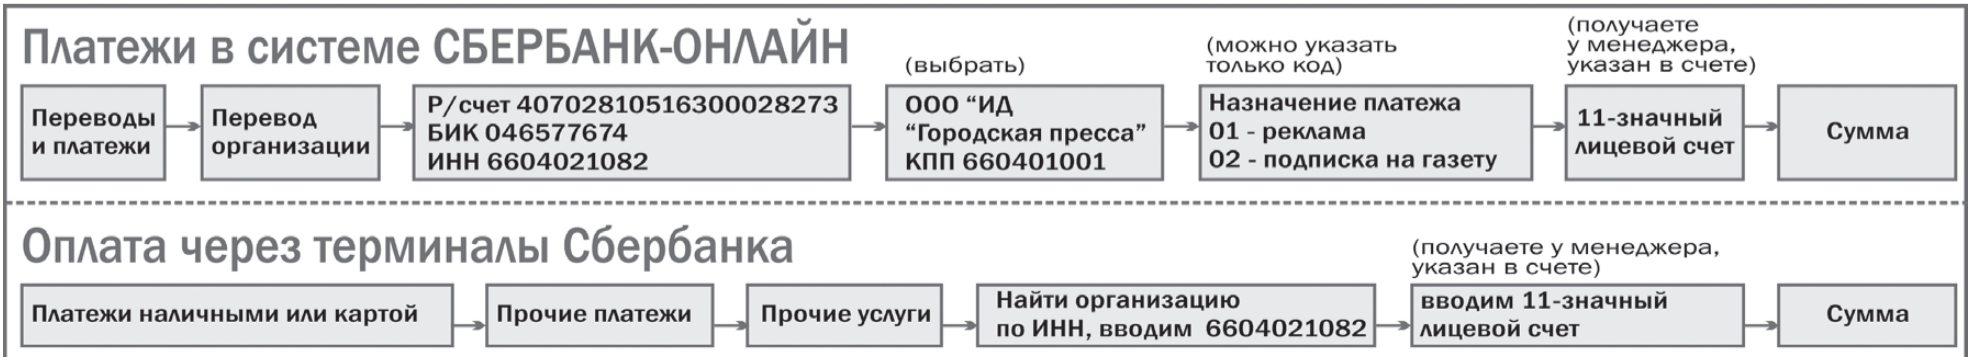 Платежи в системе СБЕРБАНК-ОНЛАЙН
Переводы
и платежи
Перевод
организации
Р/счет 40702810516300028273
БИК 046577674
ИНН 6604021082
(выбрать)
ООО “ИД
“Городская пресса”
КПП 660401001
(можно указать
только код)
Назначение платежа
01 - реклама
02 - подписка на газету
(получаете
у менеджера,
указан в счете)
11-значный
лицевой счет
Сумма
Оплата через терминалы Сбербанка
Платежи наличными или картой
Прочие платежи
Прочие услуги
Найти организацию
по ИНН, вводим 6604021082
(получаете у менеджера,
указан в счете)
вводим 11-значный
лицевой счет
Сумма